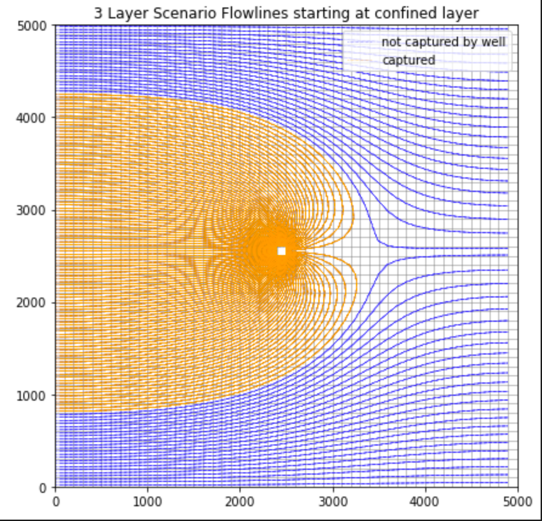 3 Layer Scenario Flowlines starting at confined layer
5000
not captured by well
captured
4000
3000
2000
1000
0
0 1000 2000 3000 4000 5000